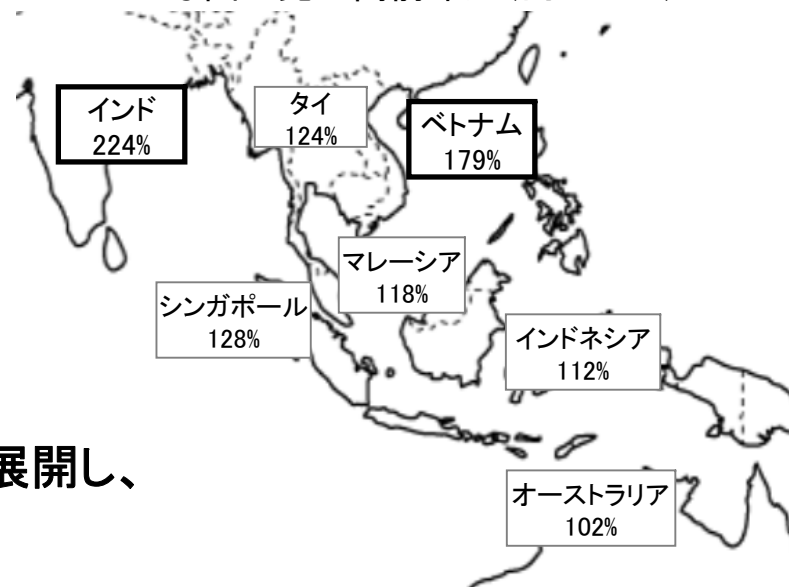 インド
224%
タイ
124%
ベトナム
179%
マレーシア
118%
シンガポール
128%
インドネシア
112%
展開し、
オーストラリア
102%